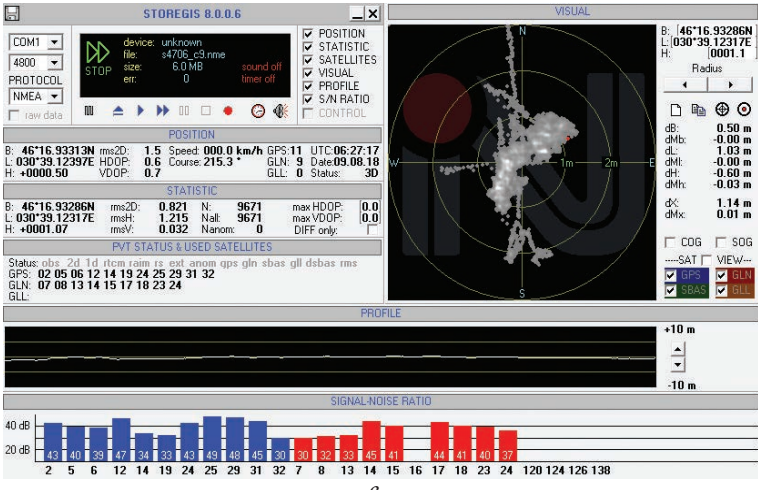 STOREGIS 8.0.0.6
COM1
4800
PROTOCOL
NMEA
raw data
STOP
device: unknown
file: s4706_c9.nme
size: 6.0 MB sound off
err: 0 timer off
POSITION
STATISTIC
SATELLITES
VISUAL
PROFILE
S/N RATIO
CONTROL
POSITION
B: 46°16.93313N rms2D: 1.5 Speed: 000.0 km/h GPS:11 UTC:06:27:17
L: 030°39.12397E HDOP: 0.6 Course: 215.3 ° GLN: 9 Date:09.08.18
H: +0000.50 VDOP: 0.7 GLL: 0 Status: 3D
STATISTIC
B: 46°16.93286N rms2D: 0.821 N: 9671 max HDOP: 0.0
L: 030°39.12317E rmsH: 1.215 Nall: 9671 max VDOP: 0.0
H: +0001.07 rmsV: 0.032 Nanom: 0 DIFF only:
PVT STATUS & USED SATELLITES
Status: obs 2d 1d rtcm raim rs ext anom gps gln sbas gll dsbas rms
GPS: 02 05 06 12 14 19 24 25 29 31 32
GLN: 07 08 13 14 15 17 18 23 24
GLL:
VISUAL
N
W 1m 2m E
S
B: 46°16.93286N
L: 030°39.12317E
H: 0001.1
Radius
dB: 0.50 m
dMb: -0.00 m
dL: 1.03 m
dMl: -0.00 m
dH: -0.60 m
dMh: -0.03 m
dX: 1.14 m
dMx: 0.01 m
COG SOG
-----SAT VIEW---
GPS GLN
SBAS GLL
PROFILE
+10 m
-10 m
SIGNAL-NOISE RATIO
40 dB
20 dB
43 40 39 47 34 33 43 49 48 45 30 30 32 33 45 41 44 41 40 37
2 5 6 12 14 19 24 25 29 31 32 7 8 13 14 15 16 17 18 23 24 120 124 126 138